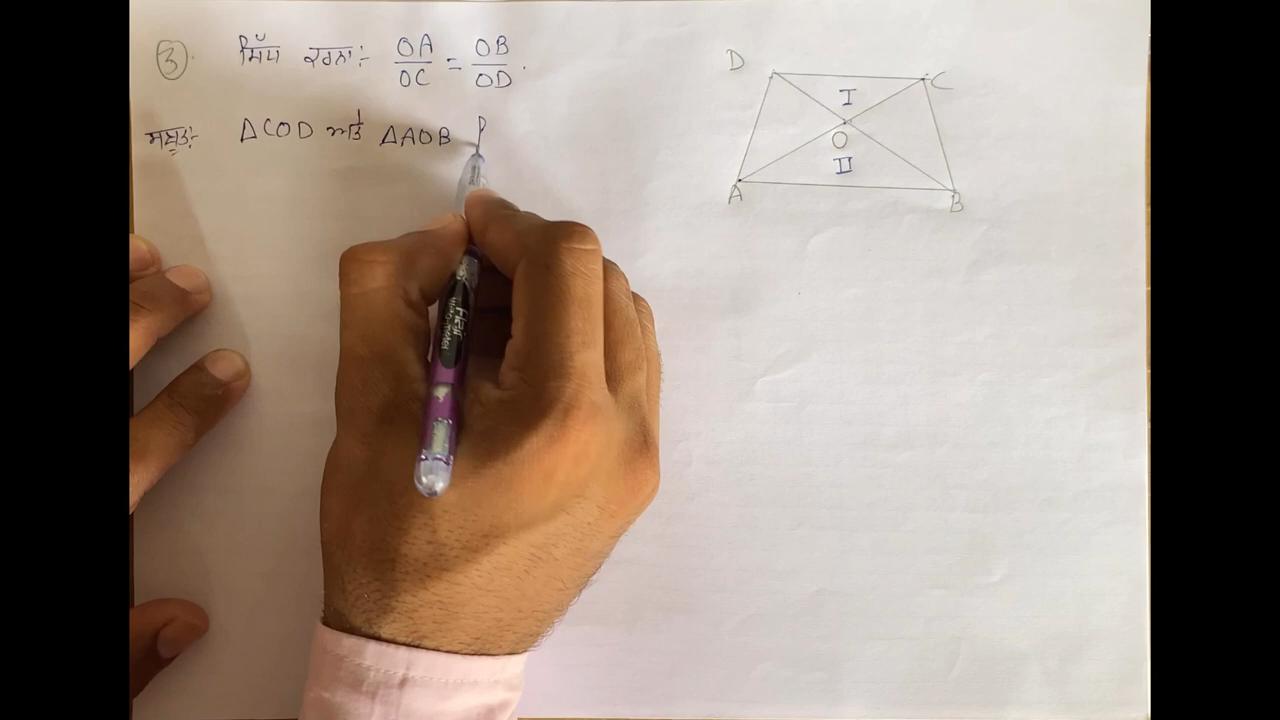 3. ਸਿੱਧ ਕਰਨਾ:- OA/OC = OB/OD.
ਸਬੂਤ:- ΔCOD ਅਤੇ ΔAOB
D
C
I
O
II
A
B